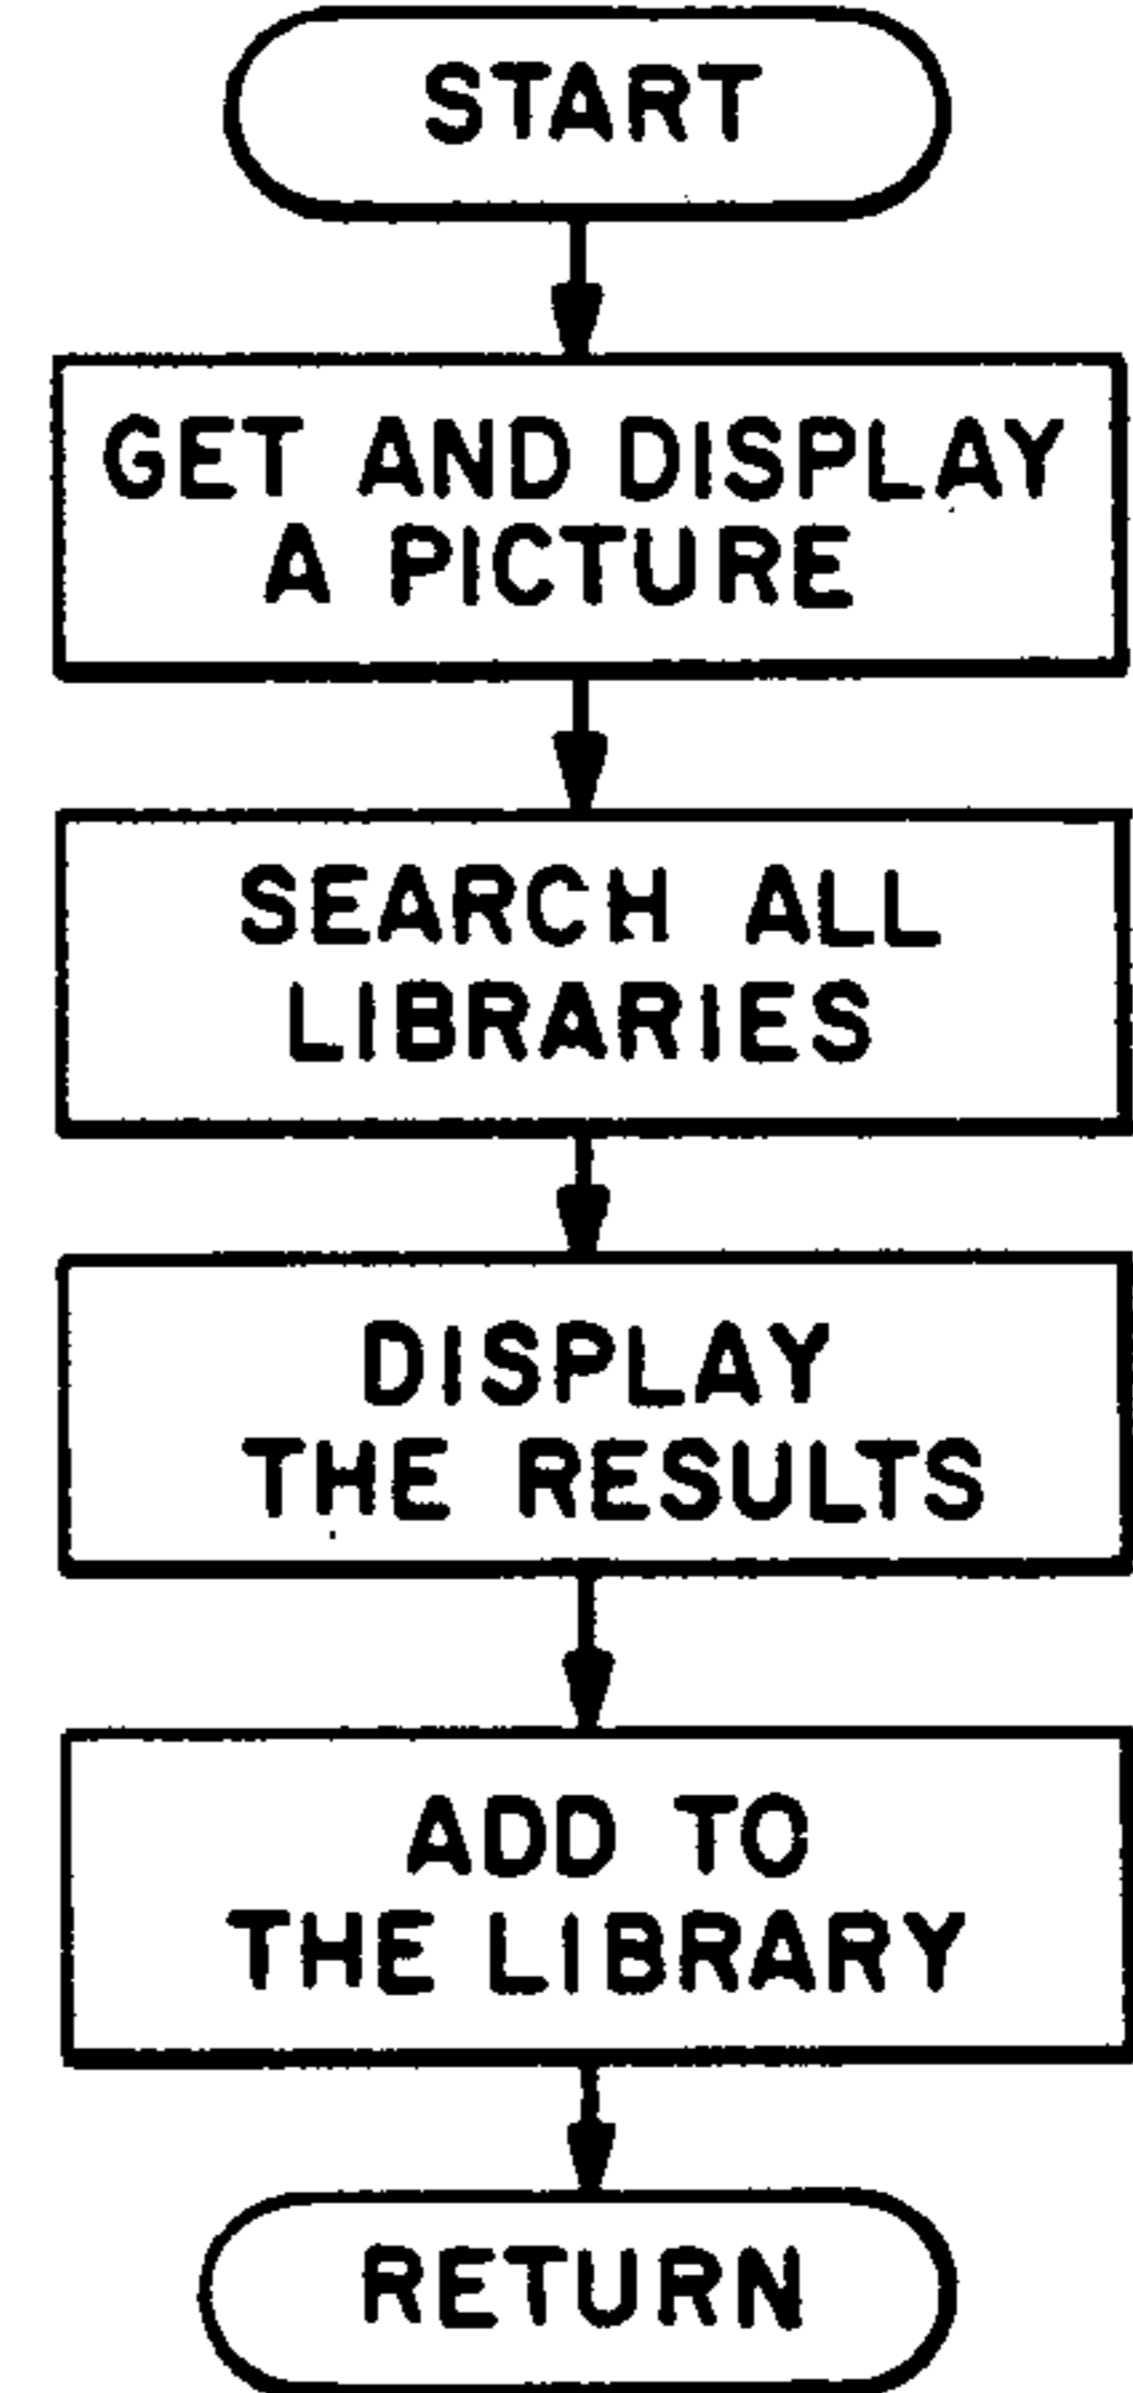 START
GET AND DISPLAY
A PICTURE
SEARCH ALL
LIBRARIES
DISPLAY
THE RESULTS
ADD TO
THE LIBRARY
RETURN